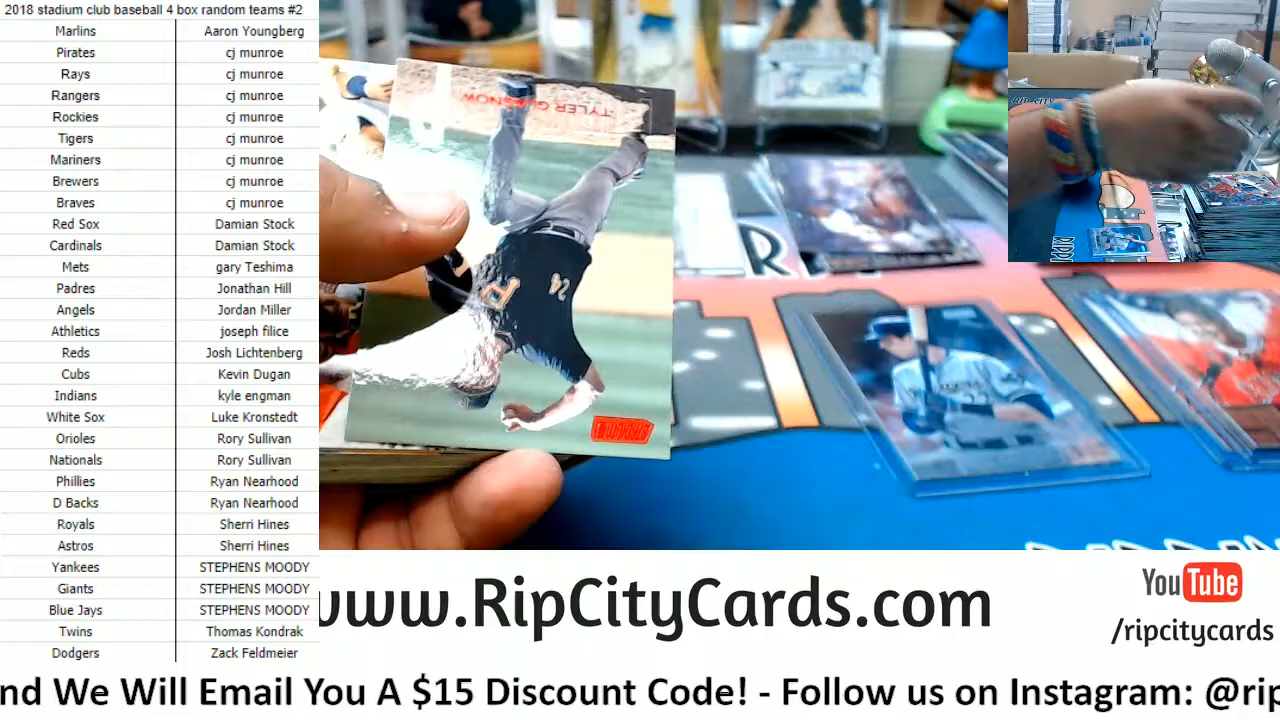 2018 stadium club baseball 4 box random teams #2
Marlins Aaron Youngberg
Pirates cj munroe
Rays cj munroe
Rangers cj munroe
Rockies cj munroe
Tigers cj munroe
Mariners cj munroe
Brewers cj munroe
Braves cj munroe
Red Sox Damian Stock
Cardinals Damian Stock
Mets gary Teshima
Padres Jonathan Hill
Angels Jordan Miller
Athletics joseph filice
Reds Josh Lichtenberg
Cubs Kevin Dugan
Indians kyle engman
White Sox Luke Kronstedt
Orioles Rory Sullivan
Nationals Rory Sullivan
Phillies Ryan Nearhood
D Backs Ryan Nearhood
Royals Sherri Hines
Astros Sherri Hines
Yankees STEPHENS MOODY
Giants STEPHENS MOODY
Blue Jays STEPHENS MOODY
Twins Thomas Kondrak
Dodgers Zack Feldmeier
TYLER GLASNOW
24
P
R
RIP CITY
www.RipCityCards.com
YouTube
/ripcitycards
nd We Will Email You A $15 Discount Code! - Follow us on Instagram: @rip